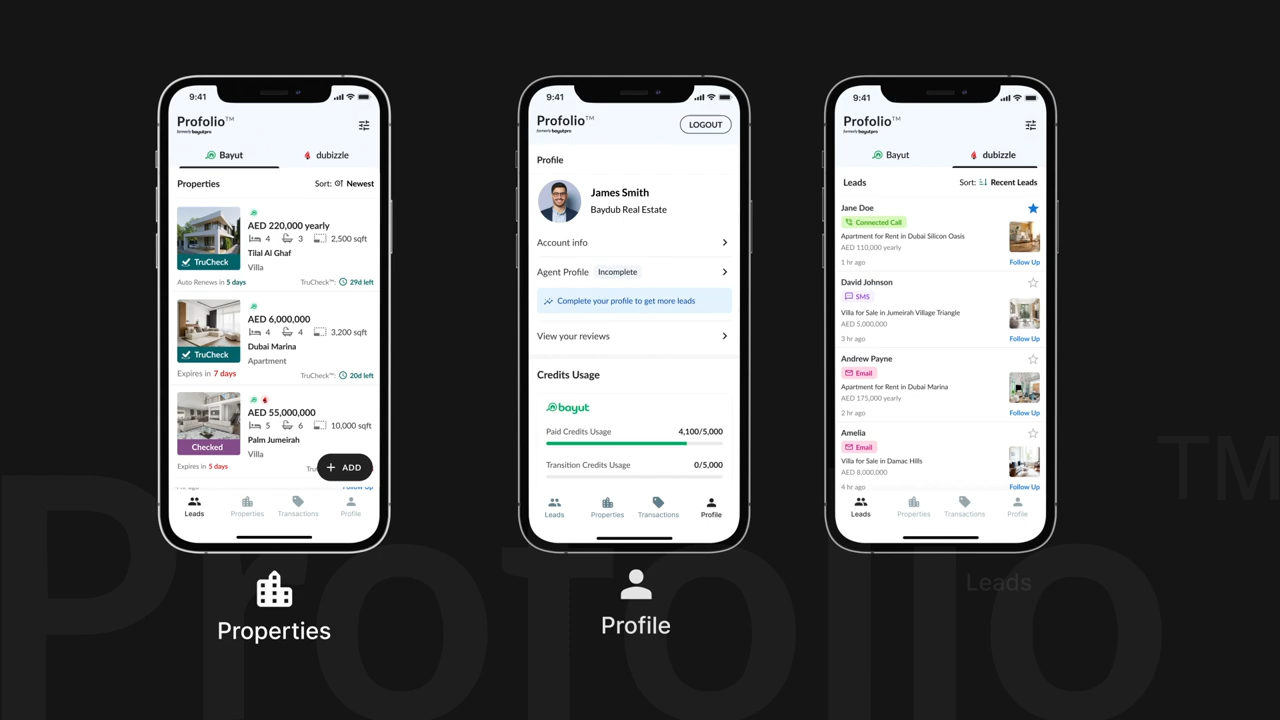 9:41
Profolio™
formerly bayutpro
Bayut
dubizzle
Properties
Sort: Newest
AED 220,000 yearly
4 3 2,500 sqft
Tilal Al Ghaf
Villa
TruCheck
Auto Renews in 5 days
TruCheck™: 29d left
AED 6,000,000
4 4 3,200 sqft
Dubai Marina
Apartment
TruCheck
Expires in 7 days
TruCheck™: 20d left
AED 55,000,000
5 6 10,000 sqft
Palm Jumeirah
Villa
Checked
Expires in 5 days
+ ADD
Follow Up
Leads
Properties
Transactions
Profile
Properties
9:41
Profolio™
formerly bayutpro
LOGOUT
Profile
James Smith
Baydub Real Estate
Account info
Agent Profile Incomplete
Complete your profile to get more leads
View your reviews
Credits Usage
bayut
Paid Credits Usage 4,100/5,000
Transition Credits Usage 0/5,000
Leads
Properties
Transactions
Profile
Profile
9:41
Profolio™
formerly bayutpro
Bayut
dubizzle
Leads
Sort: Recent Leads
Jane Doe
Connected Call
Apartment for Rent in Dubai Silicon Oasis
AED 110,000 yearly
1 hr ago
Follow Up
David Johnson
SMS
Villa for Sale in Jumeirah Village Triangle
AED 5,000,000
3 hr ago
Follow Up
Andrew Payne
Email
Apartment for Rent in Dubai Marina
AED 175,000 yearly
2 hr ago
Follow Up
Amelia
Email
Villa for Sale in Damac Hills
AED 8,000,000
4 hr ago
Follow Up
Leads
Properties
Transactions
Profile
Leads
Profolio™